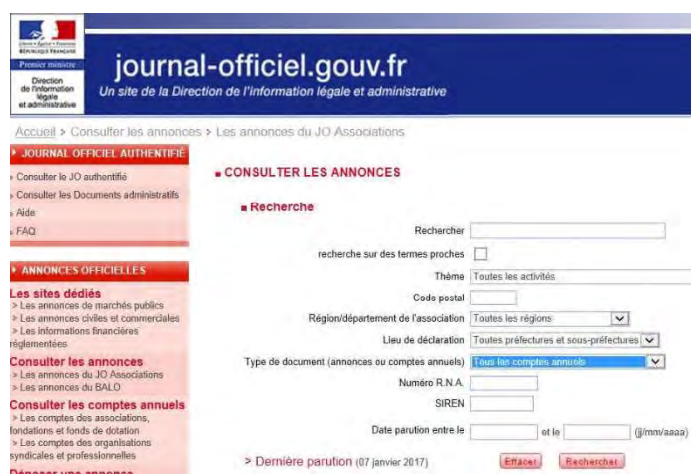 Liberté • Égalité • Fraternité
RÉPUBLIQUE FRANÇAISE
Premier ministre
Direction
de l'information
légale
et administrative
journal-officiel.gouv.fr
Un site de la Direction de l'information légale et administrative
Accueil > Consulter les annonces > Les annonces du JO Associations
JOURNAL OFFICIEL AUTHENTIFIÉ
Consulter le JO authentifié
Consulter les Documents administratifs
Aide
FAQ
ANNONCES OFFICIELLES
Les sites dédiés
> Les annonces de marchés publics
> Les annonces civiles et commerciales
> Les informations financières
réglementées
Consulter les annonces
> Les annonces du JO Associations
> Les annonces du BALO
Consulter les comptes annuels
> Les comptes des associations,
fondations et fonds de dotation
> Les comptes des organisations
syndicales et professionnelles
Déposer une annonce
CONSULTER LES ANNONCES
Recherche
Rechercher
recherche sur des termes proches
Thème Toutes les activités
Code postal
Région/département de l'association Toutes les régions
Lieu de déclaration Toutes préfectures et sous-préfectures
Type de document (annonces ou comptes annuels) Tous les comptes annuels
Numéro R.N.A.
SIREN
Date parution entre le et le (jj/mm/aaaa)
> Dernière parution (07 janvier 2017) Effacer Rechercher